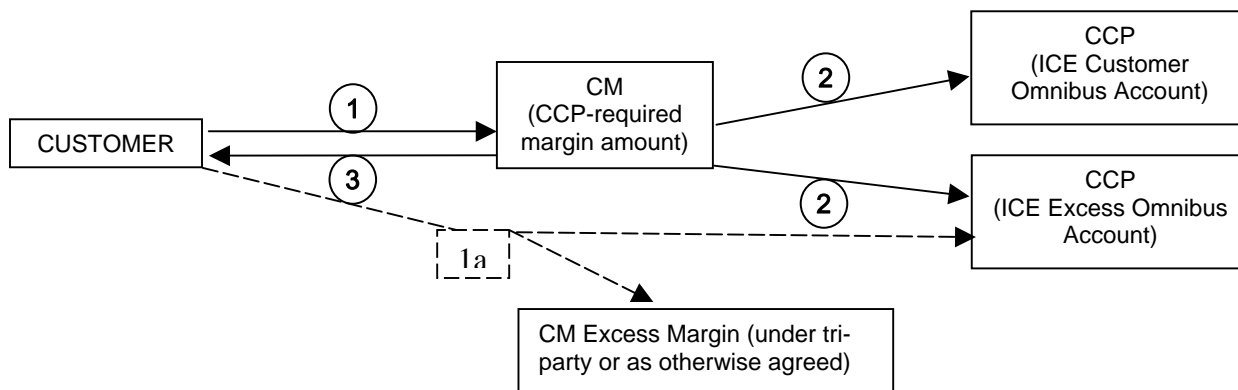 CCP
(ICE Customer
Omnibus Account)
2
CM
(CCP-required
margin amount)
1
CUSTOMER
3
2
CCP
(ICE Excess Omnibus
Account)
1a
CM Excess Margin (under tri-
party or as otherwise agreed)